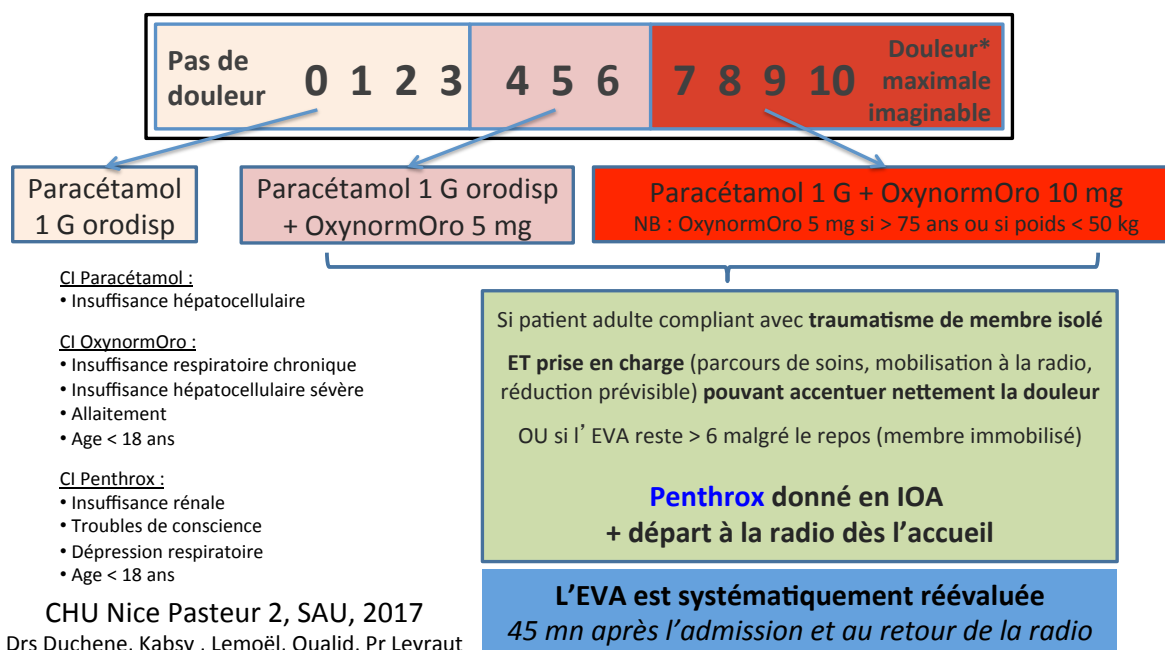 Pas de douleur
0 1 2 3 4 5 6 7 8 9 10
Douleur*
maximale
imaginable
Paracétamol
1 G orodisp
Paracétamol 1 G orodisp
+ OxynormOro 5 mg
Paracétamol 1 G + OxynormOro 10 mg
NB : OxynormOro 5 mg si > 75 ans ou si poids < 50 kg
CI Paracétamol :
• Insuffisance hépatocellulaire
CI OxynormOro :
• Insuffisance respiratoire chronique
• Insuffisance hépatocellulaire sévère
• Allaitement
• Age < 18 ans
CI Penthrox :
• Insuffisance rénale
• Troubles de conscience
• Dépression respiratoire
• Age < 18 ans
Si patient adulte compliant avec traumatisme de membre isolé
ET prise en charge (parcours de soins, mobilisation à la radio,
réduction prévisible) pouvant accentuer nettement la douleur
OU si l’ EVA reste > 6 malgré le repos (membre immobilisé)
Penthrox donné en IOA
+ départ à la radio dès l’accueil
L’EVA est systématiquement réévaluée
45 mn après l’admission et au retour de la radio
CHU Nice Pasteur 2, SAU, 2017
Drs Duchene, Kabsy , Lemoël, Oualid, Pr Levraut